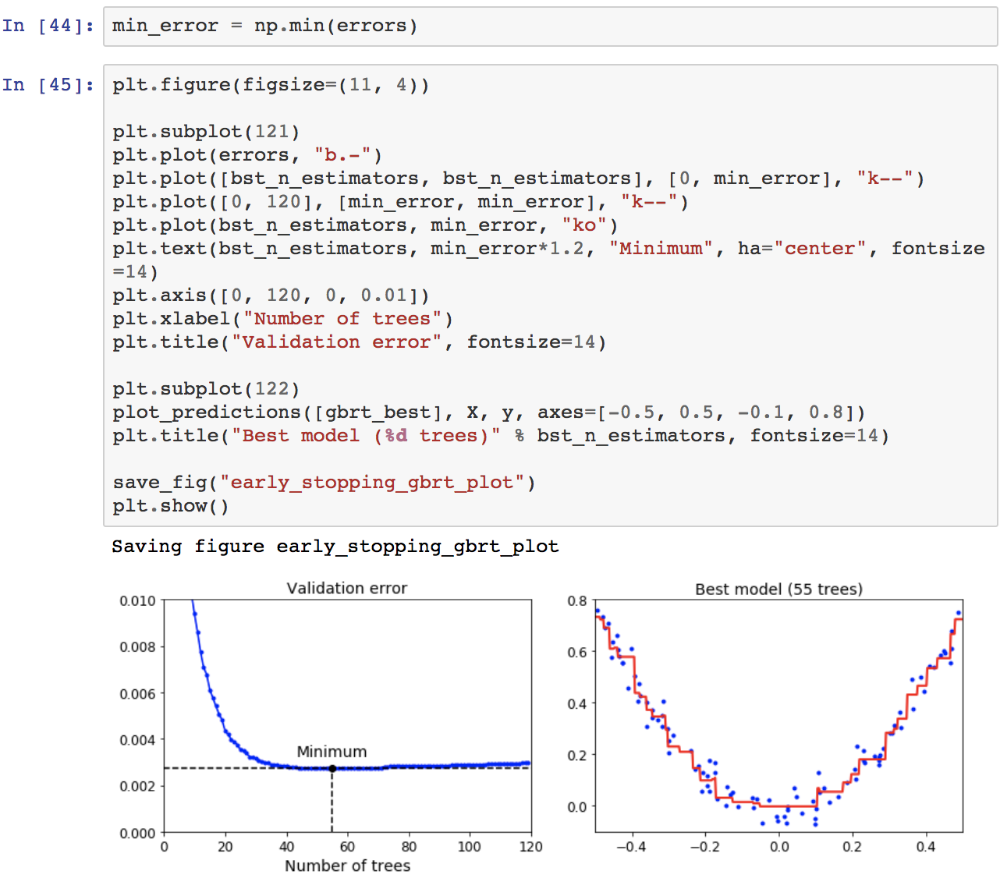 In [44]: min_error = np.min(errors)
In [45]: plt.figure(figsize=(11, 4))
plt.subplot(121)
plt.plot(errors, "b.-")
plt.plot([bst_n_estimators, bst_n_estimators], [0, min_error], "k--")
plt.plot([0, 120], [min_error, min_error], "k--")
plt.plot(bst_n_estimators, min_error, "ko")
plt.text(bst_n_estimators, min_error*1.2, "Minimum", ha="center", fontsize
=14)
plt.axis([0, 120, 0, 0.01])
plt.xlabel("Number of trees")
plt.title("Validation error", fontsize=14)
plt.subplot(122)
plot_predictions([gbrt_best], X, y, axes=[-0.5, 0.5, -0.1, 0.8])
plt.title("Best model (%d trees)" % bst_n_estimators, fontsize=14)
save_fig("early_stopping_gbrt_plot")
plt.show()
Saving figure early_stopping_gbrt_plot
Validation error
0.010
0.008
0.006
0.004
0.002
0.000
Minimum
0 20 40 60 80 100 120
Number of trees
Best model (55 trees)
0.8
0.6
0.4
0.2
0.0
−0.4 −0.2 0.0 0.2 0.4